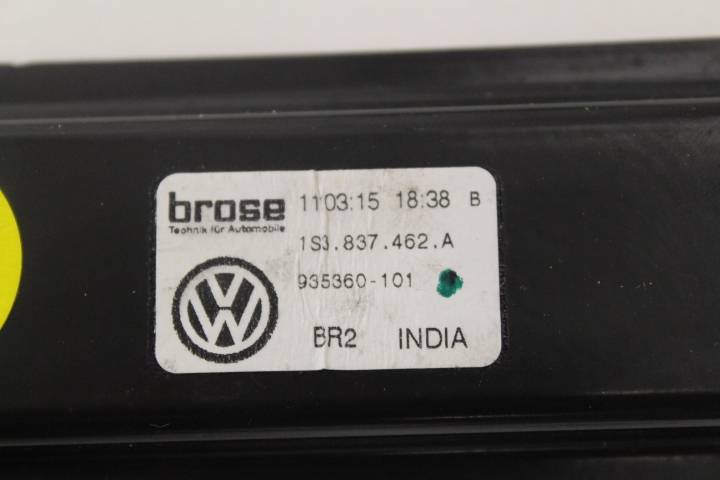 brose
Technik für Automobile
1103:15 18:38 B
1S3.837.462.A
935360-101
BR2 INDIA